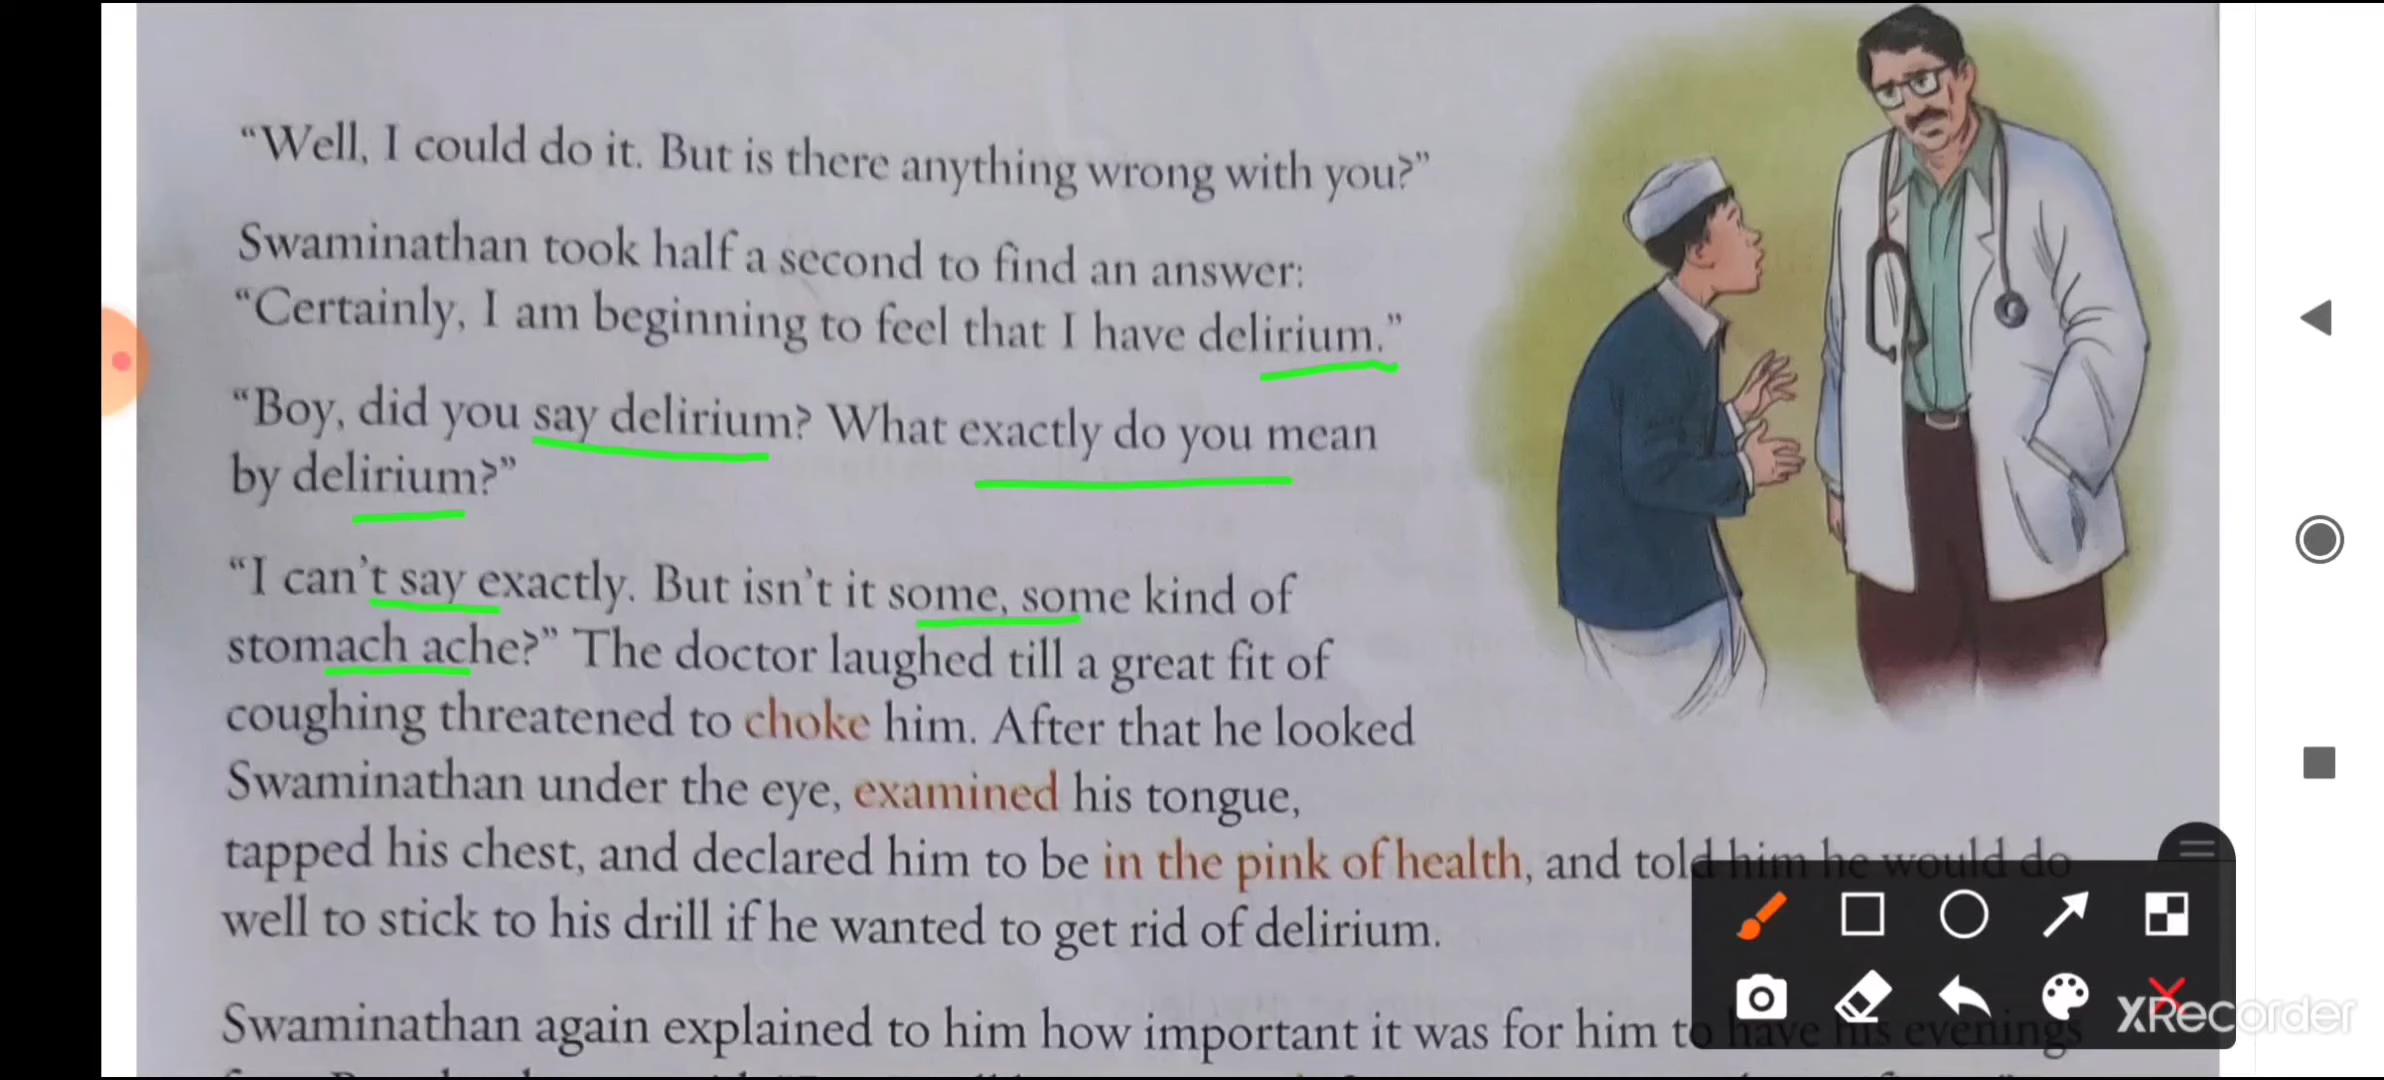 “Well, I could do it. But is there anything wrong with you?”
Swaminathan took half a second to find an answer:
“Certainly, I am beginning to feel that I have delirium.”
“Boy, did you say delirium? What exactly do you mean
by delirium?”
“I can’t say exactly. But isn’t it some, some kind of
stomach ache?” The doctor laughed till a great fit of
coughing threatened to choke him. After that he looked
Swaminathan under the eye, examined his tongue,
tapped his chest, and declared him to be in the pink of health, and told him he would do
well to stick to his drill if he wanted to get rid of delirium.
Swaminathan again explained to him how important it was for him to have his evenings
XRecorder